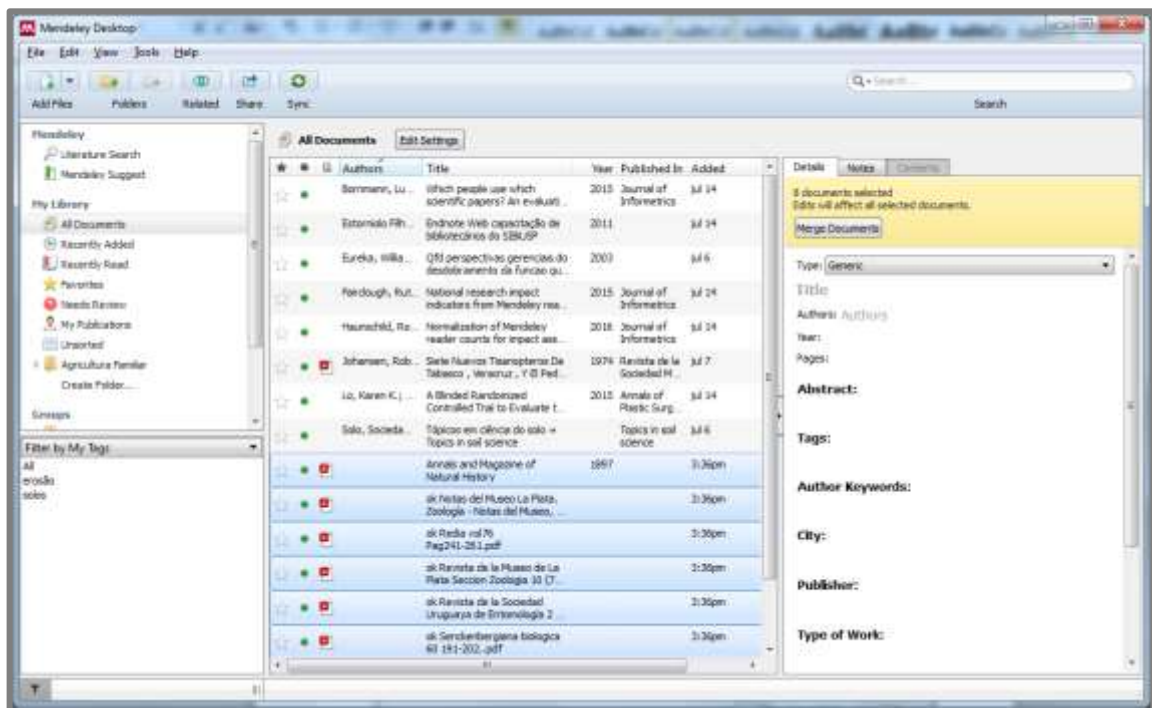 Mendeley Desktop
File Edit View Tools Help
Add Files Folders Related Share Sync
Search...
Search
Mendeley
Literature Search
Mendeley Suggest
My Library
All Documents
Recently Added
Recently Read
Favorites
Needs Review
My Publications
Unsorted
Agricultura Familiar
Create Folder...
Groups
Filter by My Tags
All
erosão
solos
All Documents Edit Settings
Authors Title Year Published In Added
Bornmann, Lu... Which people use which 2015 Journal of Jul 14
scientific papers? An evaluati... Informetrics
Estorniolo Filh... Endnote Web capacitação de 2011 Jul 14
bibliotecários do SIBiUSP
Eureka, Willia... Qfd perspectivas gerenciais do 2003 Jul 6
desdobramento da funcao qu...
Fairclough, Rut... National research impact 2015 Journal of Jul 14
indicators from Mendeley rea... Informetrics
Haunschild, Ro... Normalization of Mendeley 2016 Journal of Jul 14
reader counts for impact ass... Informetrics
Johansen, Rob... Siete Nuevos Tisanopteros De 1974 Revista de la Jul 7
Tabasco , Veracruz , Y El Ped... Sociedad M...
Lo, Karen K.j... A Blinded Randomized 2015 Annals of Jul 14
Controlled Trial to Evaluate t... Plastic Surg...
Solo, Socieda... Tópicos em ciência do solo = Topics in soil Jul 6
Topics in soil science science
Annals and Magazine of 1897 3:36pm
Natural History
ok Notas del Museo La Plata. 3:36pm
Zoologia - Notas del Museo, ...
ok Redia vol76 3:36pm
Pag241-251.pdf
ok Revista de la Museo de La 3:36pm
Plata Seccion Zoologia 10 (7...
ok Revista de la Sociedad 3:36pm
Uruguaya de Entomologia 2 ...
ok Senckenbergiana biologica 3:36pm
60 191-202..pdf
Details Notes Contents
8 documents selected
Edits will affect all selected documents.
Merge Documents
Type: Generic
Title
Authors: Authors
Year:
Pages:
Abstract:
Tags:
Author Keywords:
City:
Publisher:
Type of Work: